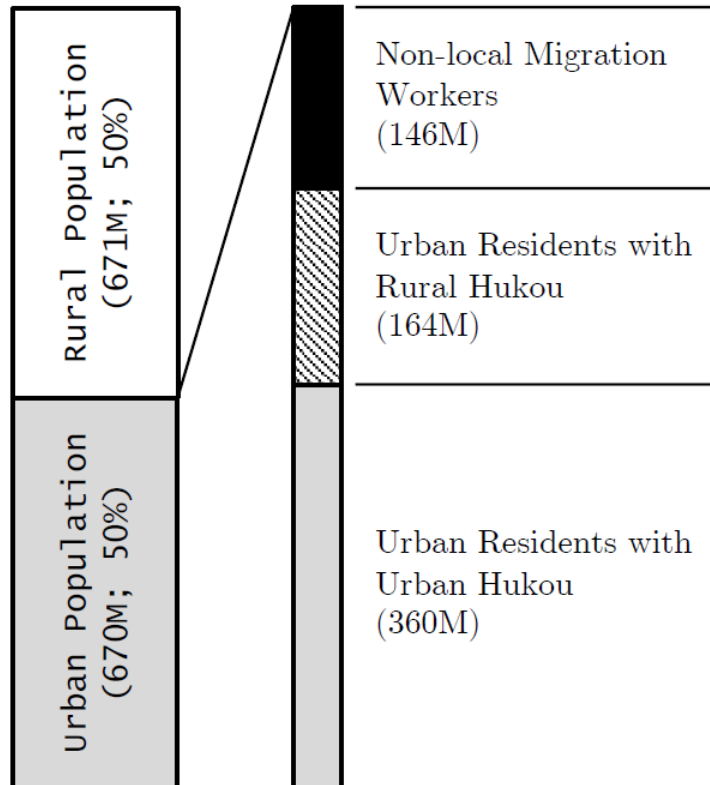 Rural Population
(671M; 50%)
Urban Population
(670M; 50%)
Non-local Migration
Workers
(146M)
Urban Residents with
Rural Hukou
(164M)
Urban Residents with
Urban Hukou
(360M)